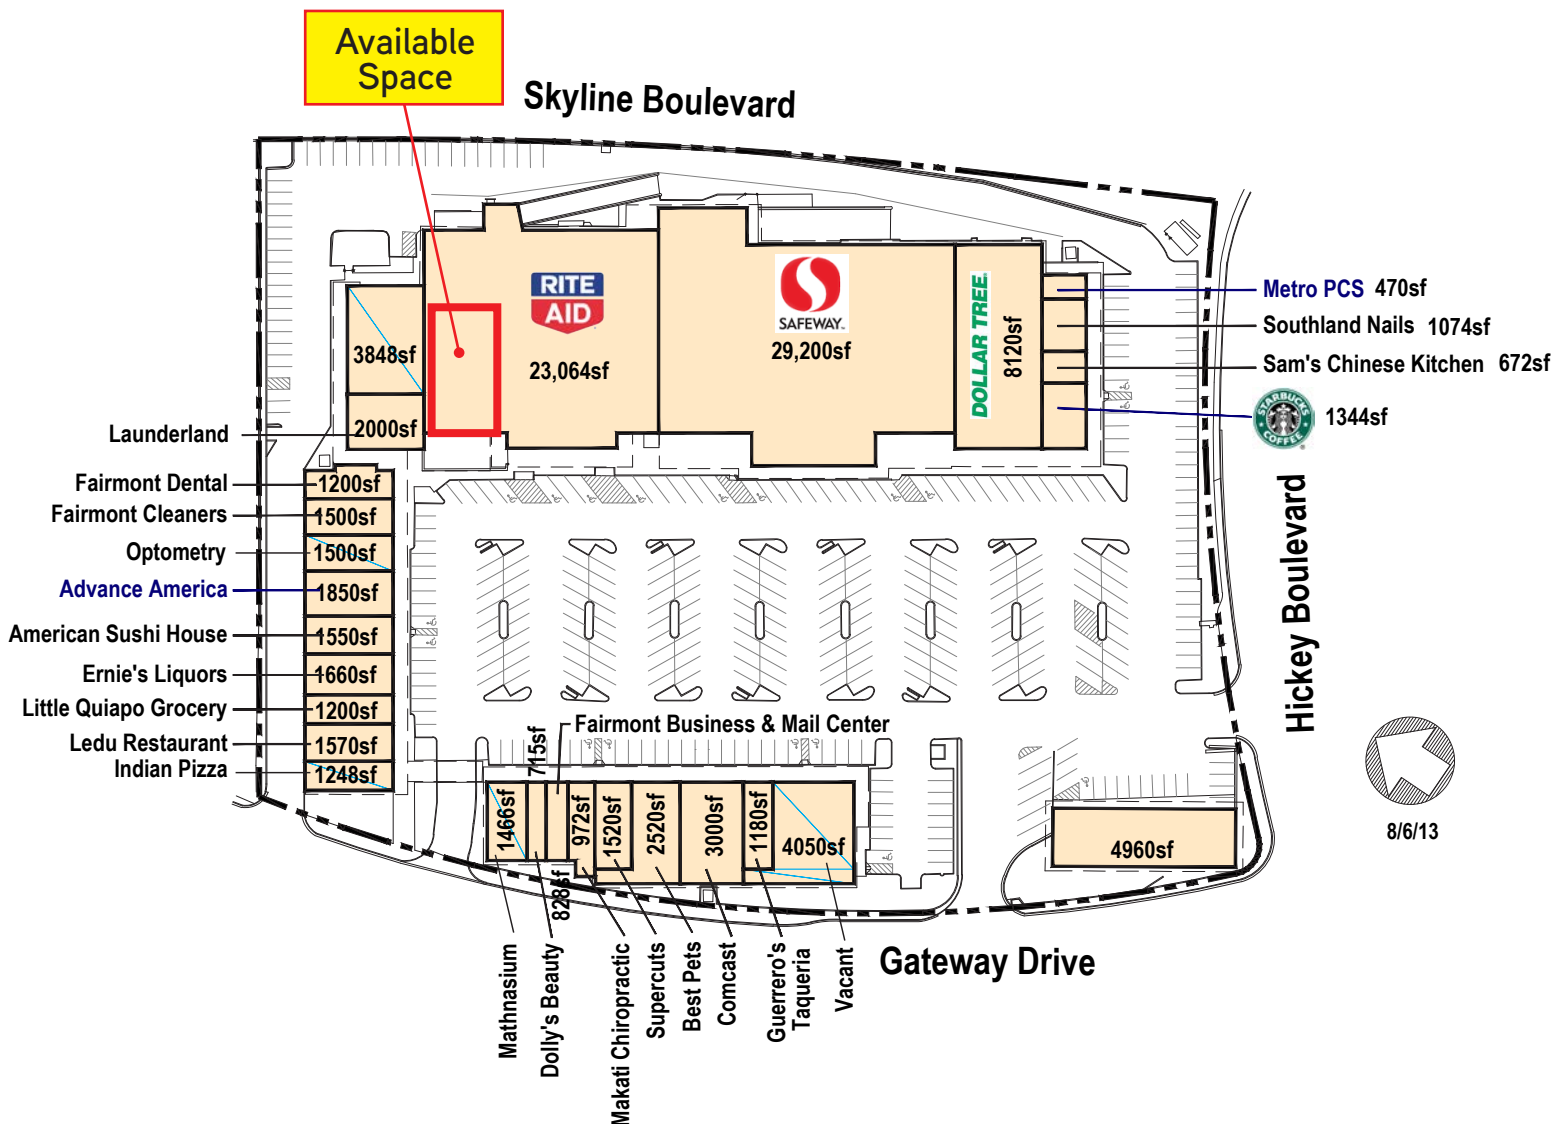 Available
Space
Skyline Boulevard
RITE
AID
23,064sf
SAFEWAY
29,200sf
DOLLAR TREE
8120sf
3848sf
2000sf
Metro PCS 470sf
Southland Nails 1074sf
Sam's Chinese Kitchen 672sf
STARBUCKS
COFFEE
1344sf
Launderland
Fairmont Dental 1200sf
Fairmont Cleaners 1500sf
Optometry 1500sf
Advance America 1850sf
American Sushi House 1550sf
Ernie's Liquors 1660sf
Little Quiapo Grocery 1200sf
Ledu Restaurant 1570sf
Indian Pizza 1248sf
Hickey Boulevard
Fairmont Business & Mail Center
715sf
1466sf
828sf
972sf
1520sf
2520sf
3000sf
1180sf
4050sf
4960sf
8/6/13
Mathnasium
Dolly's Beauty
Makati Chiropractic
Supercuts
Best Pets
Comcast
Guerrero's
Taqueria
Vacant
Gateway Drive